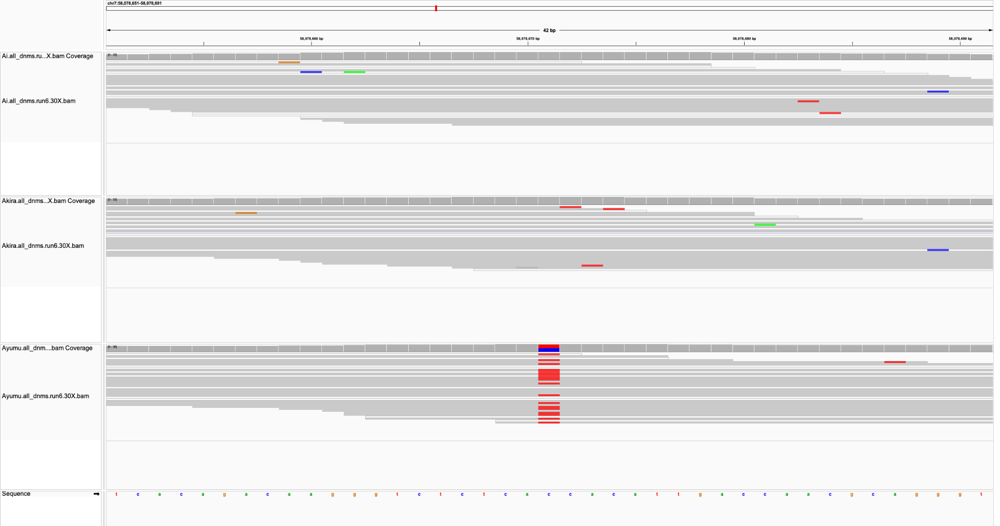 chr7:58,078,651-58,078,691
42 bp
58,078,660 bp 58,078,670 bp 58,078,680 bp 58,078,690 bp
Ai.all_dnms.ru...X.bam Coverage
[0 - 33]
Ai.all_dnms.run6.30X.bam
Akira.all_dnms...X.bam Coverage
[0 - 33]
Akira.all_dnms.run6.30X.bam
Ayumu.all_dnm....bam Coverage
[0 - 36]
Ayumu.all_dnms.run6.30X.bam
Sequence
t c a c a g a c a a g g g t c t c t c a c c a c a t t g a c c a a c g c a g g g t